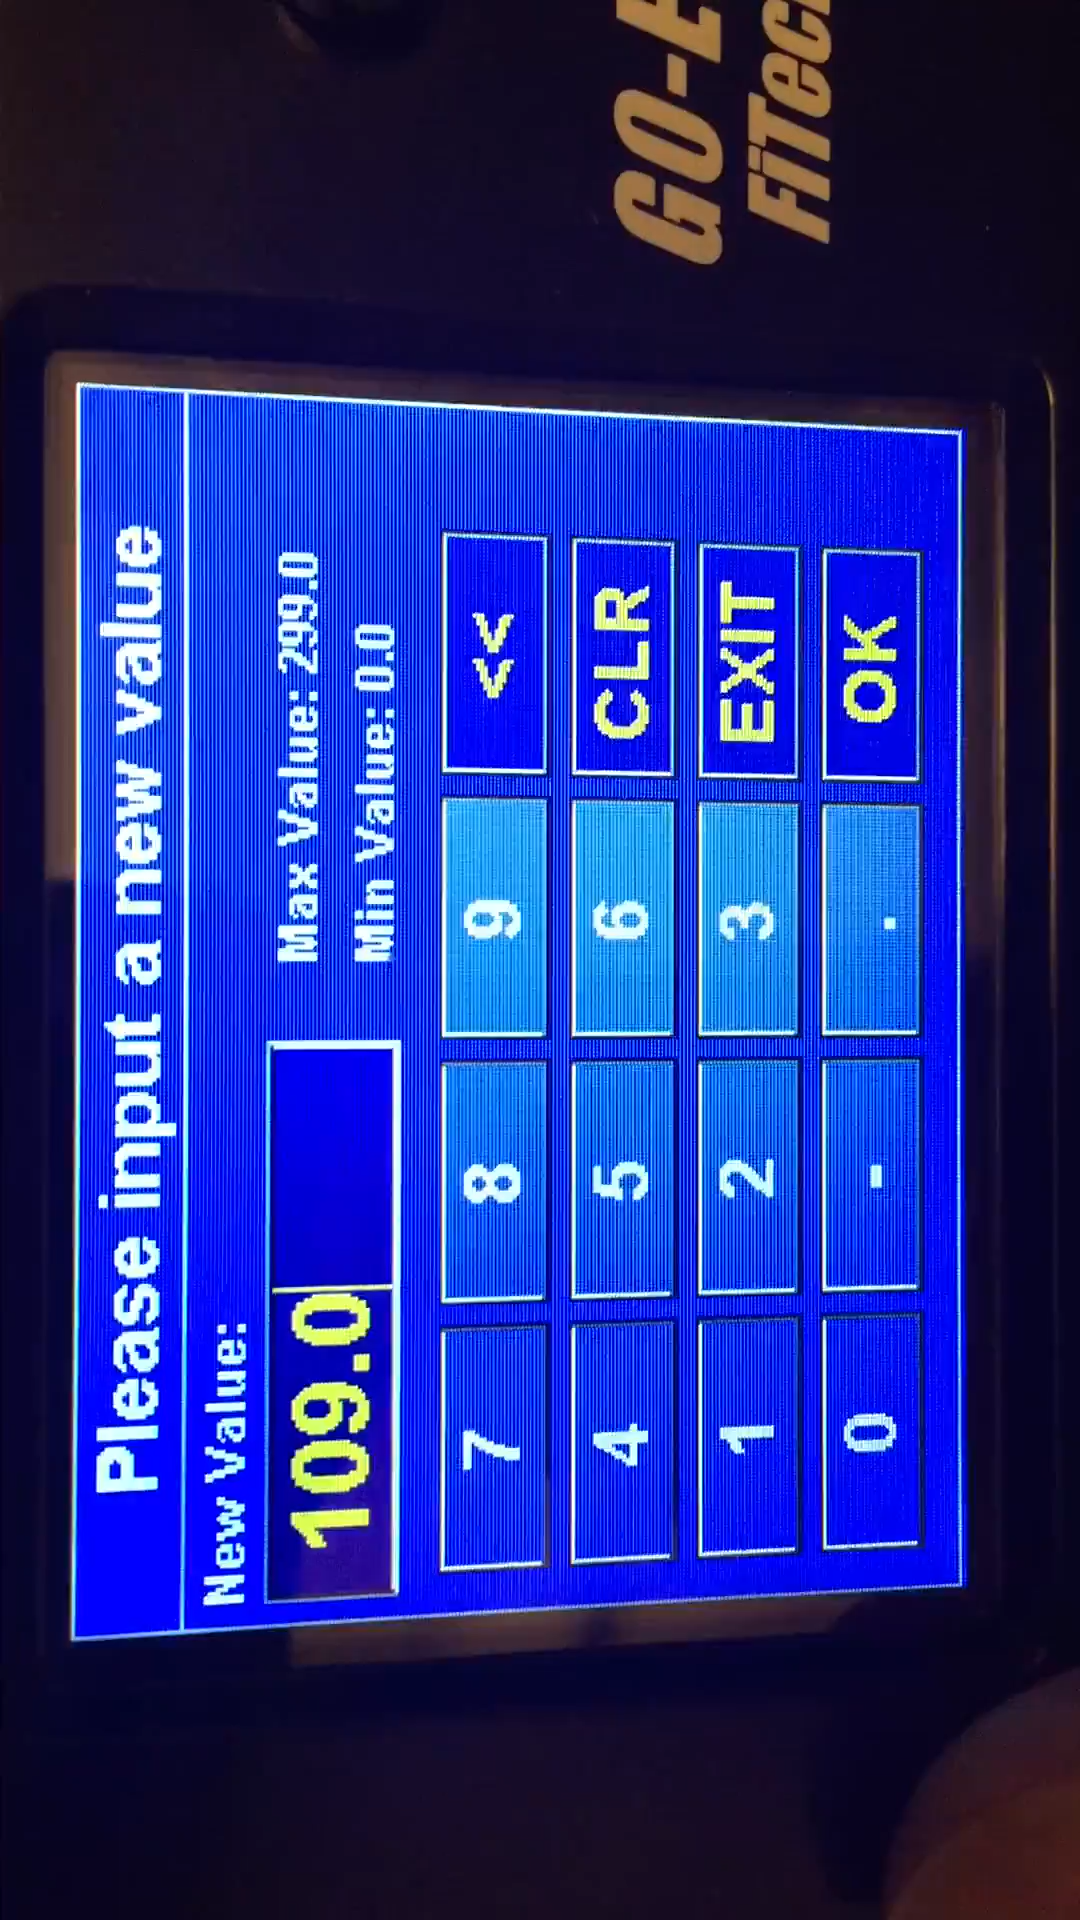 Please input a new value
New Value:
109.0
Max Value: 299.0
Min Value: 0.0
7 8 9 <<
4 5 6 CLR
1 2 3 EXIT
0 - . OK
GO-
FiTech